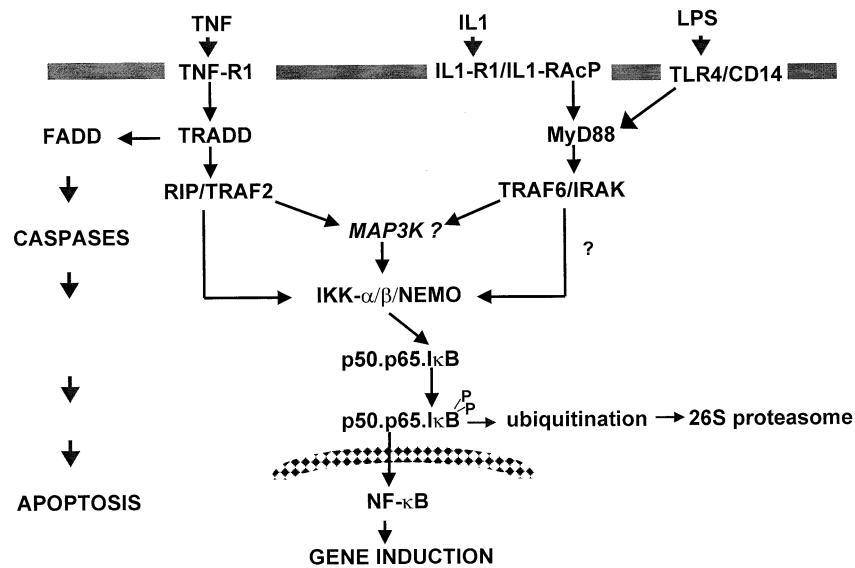 TNF IL1 LPS
TNF-R1 IL1-R1/IL1-RAcP TLR4/CD14
FADD TRADD MyD88
RIP/TRAF2 TRAF6/IRAK
CASPASES MAP3K ? ?
IKK-α/β/NEMO
p50.p65.IκB
P
P
p50.p65.IκB ubiquitination 26S proteasome
APOPTOSIS NF-κB
GENE INDUCTION